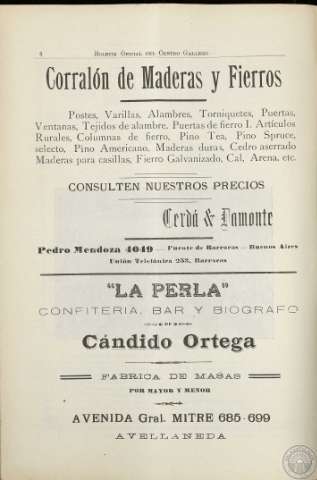 4 BOLETIN OFICIAL DEL CENTRO GALLEGO
Corralón de Maderas y Fierros
Postes, Varillas, Alambres, Torniquetes, Puertas,
Ventanas, Tejidos de alambre, Puertas de fierro I. Artículos
Rurales, Columnas de fierro, Pino Tea, Pino Spruce,
selecto, Pino Americano. Maderas duras, Cedro aserrado
Maderas para casillas, Fierro Galvanizado, Cal, Arena, etc.
CONSULTEN NUESTROS PRECIOS
Cerdá & Lamonte
Pedro Mendoza 4049 — Puente de Barracas — Buenos Aires
Unión Telefónica 253, Barracas
"LA PERLA"
CONFITERIA, BAR Y BIOGRAFO
DE
Cándido Ortega
FABRICA DE MASAS
POR MAYOR Y MENOR
AVENIDA Gral. MITRE 685-699
AVELLANEDA